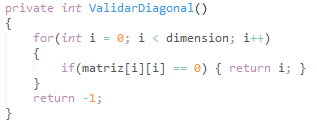 private int ValidarDiagonal()
{
    for(int i = 0; i < dimension; i++)
    {
        if(matriz[i][i] == 0) { return i; }
    }
    return -1;
}